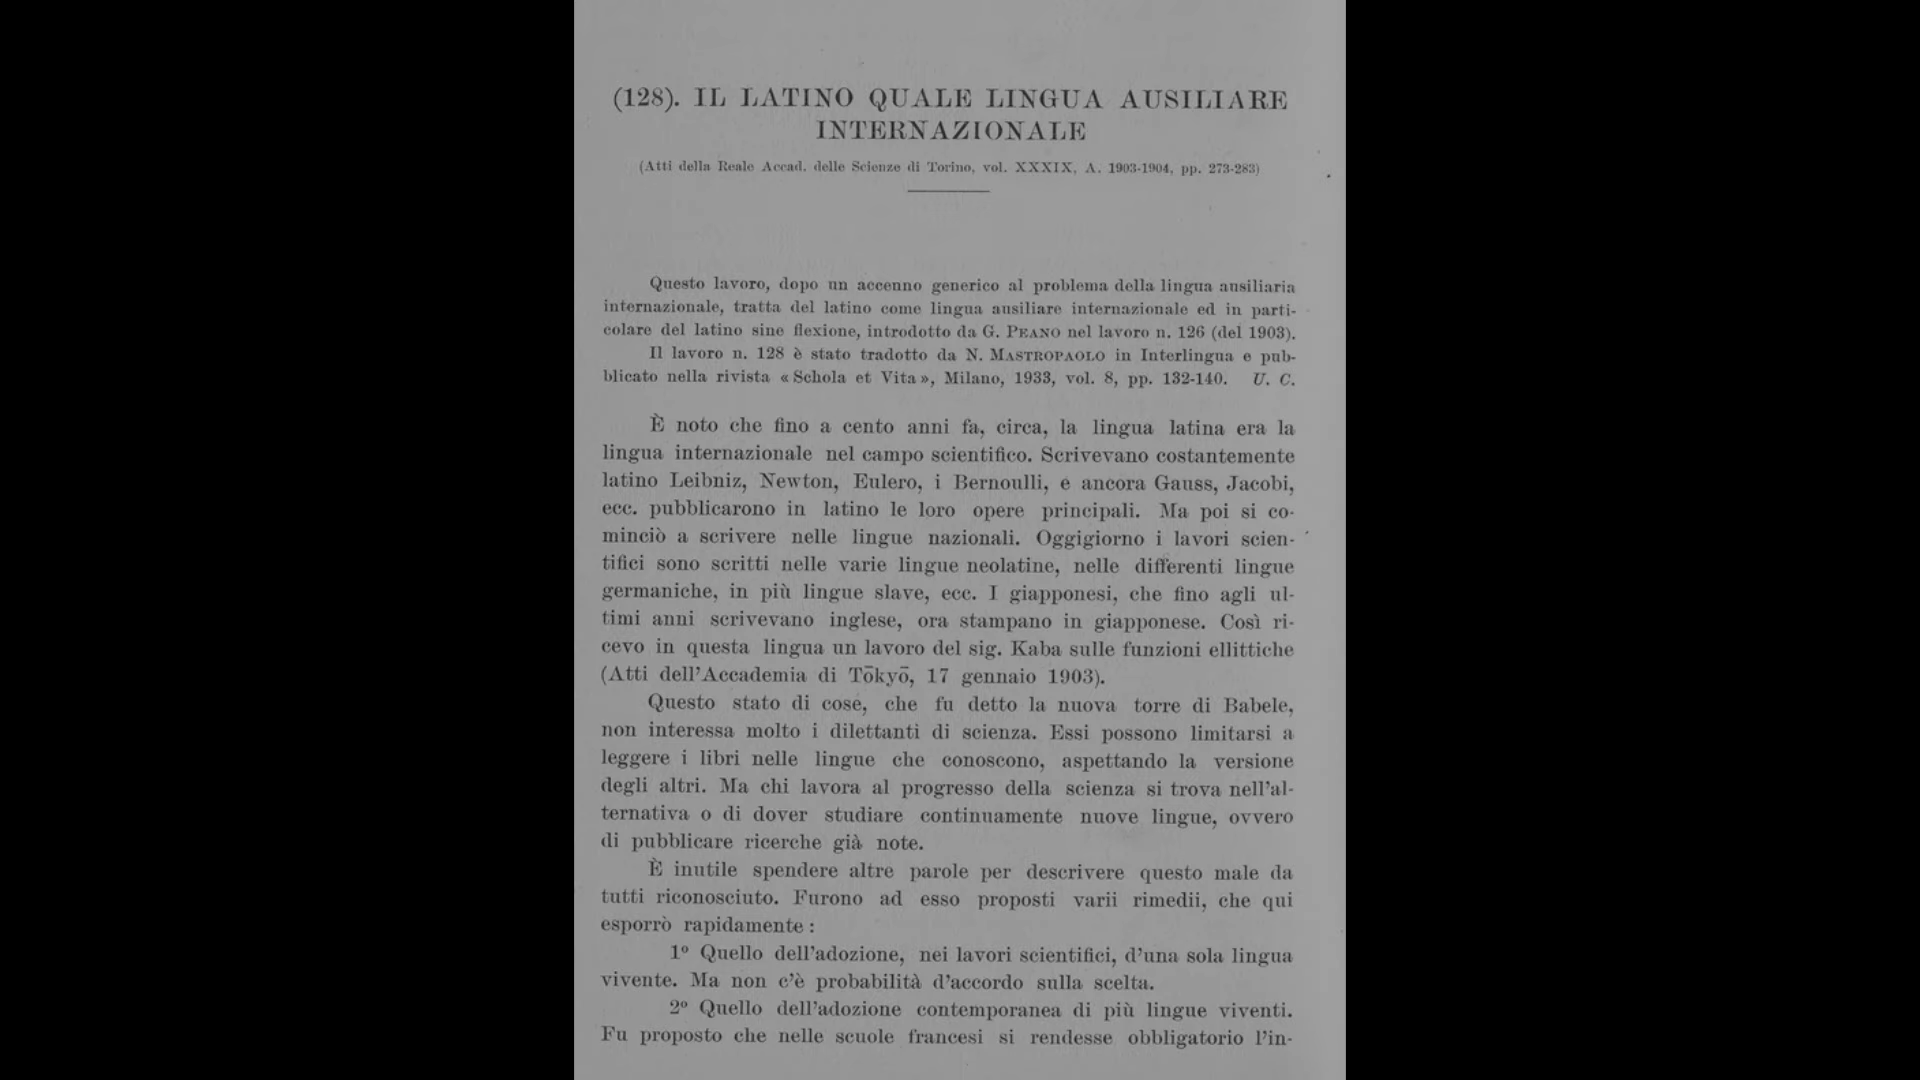 (128). IL LATINO QUALE LINGUA AUSILIARE
INTERNAZIONALE
(Atti della Reale Accad. delle Scienze di Torino, vol. XXXIX, A. 1903-1904, pp. 273-283)
Questo lavoro, dopo un accenno generico al problema della lingua ausiliaria
internazionale, tratta del latino come lingua ausiliare internazionale ed in parti-
colare del latino sine flexione, introdotto da G. PEANO nel lavoro n. 126 (del 1903).
Il lavoro n. 128 è stato tradotto da N. MASTROPAOLO in Interlingua e pub-
blicato nella rivista « Schola et Vita », Milano, 1933, vol. 8, pp. 132-140. U. C.
È noto che fino a cento anni fa, circa, la lingua latina era la
lingua internazionale nel campo scientifico. Scrivevano costantemente
latino Leibniz, Newton, Eulero, i Bernoulli, e ancora Gauss, Jacobi,
ecc. pubblicarono in latino le loro opere principali. Ma poi si co-
minciò a scrivere nelle lingue nazionali. Oggigiorno i lavori scien-
tifici sono scritti nelle varie lingue neolatine, nelle differenti lingue
germaniche, in più lingue slave, ecc. I giapponesi, che fino agli ul-
timi anni scrivevano inglese, ora stampano in giapponese. Così ri-
cevo in questa lingua un lavoro del sig. Kaba sulle funzioni ellittiche
(Atti dell'Accademia di Tōkyō, 17 gennaio 1903).
Questo stato di cose, che fu detto la nuova torre di Babele,
non interessa molto i dilettanti di scienza. Essi possono limitarsi a
leggere i libri nelle lingue che conoscono, aspettando la versione
degli altri. Ma chi lavora al progresso della scienza si trova nell'al-
ternativa o di dover studiare continuamente nuove lingue, ovvero
di pubblicare ricerche già note.
È inutile spendere altre parole per descrivere questo male da
tutti riconosciuto. Furono ad esso proposti varii rimedii, che qui
esporrò rapidamente :
1º Quello dell'adozione, nei lavori scientifici, d'una sola lingua
vivente. Ma non c'è probabilità d'accordo sulla scelta.
2º Quello dell'adozione contemporanea di più lingue viventi.
Fu proposto che nelle scuole francesi si rendesse obbligatorio l'in-